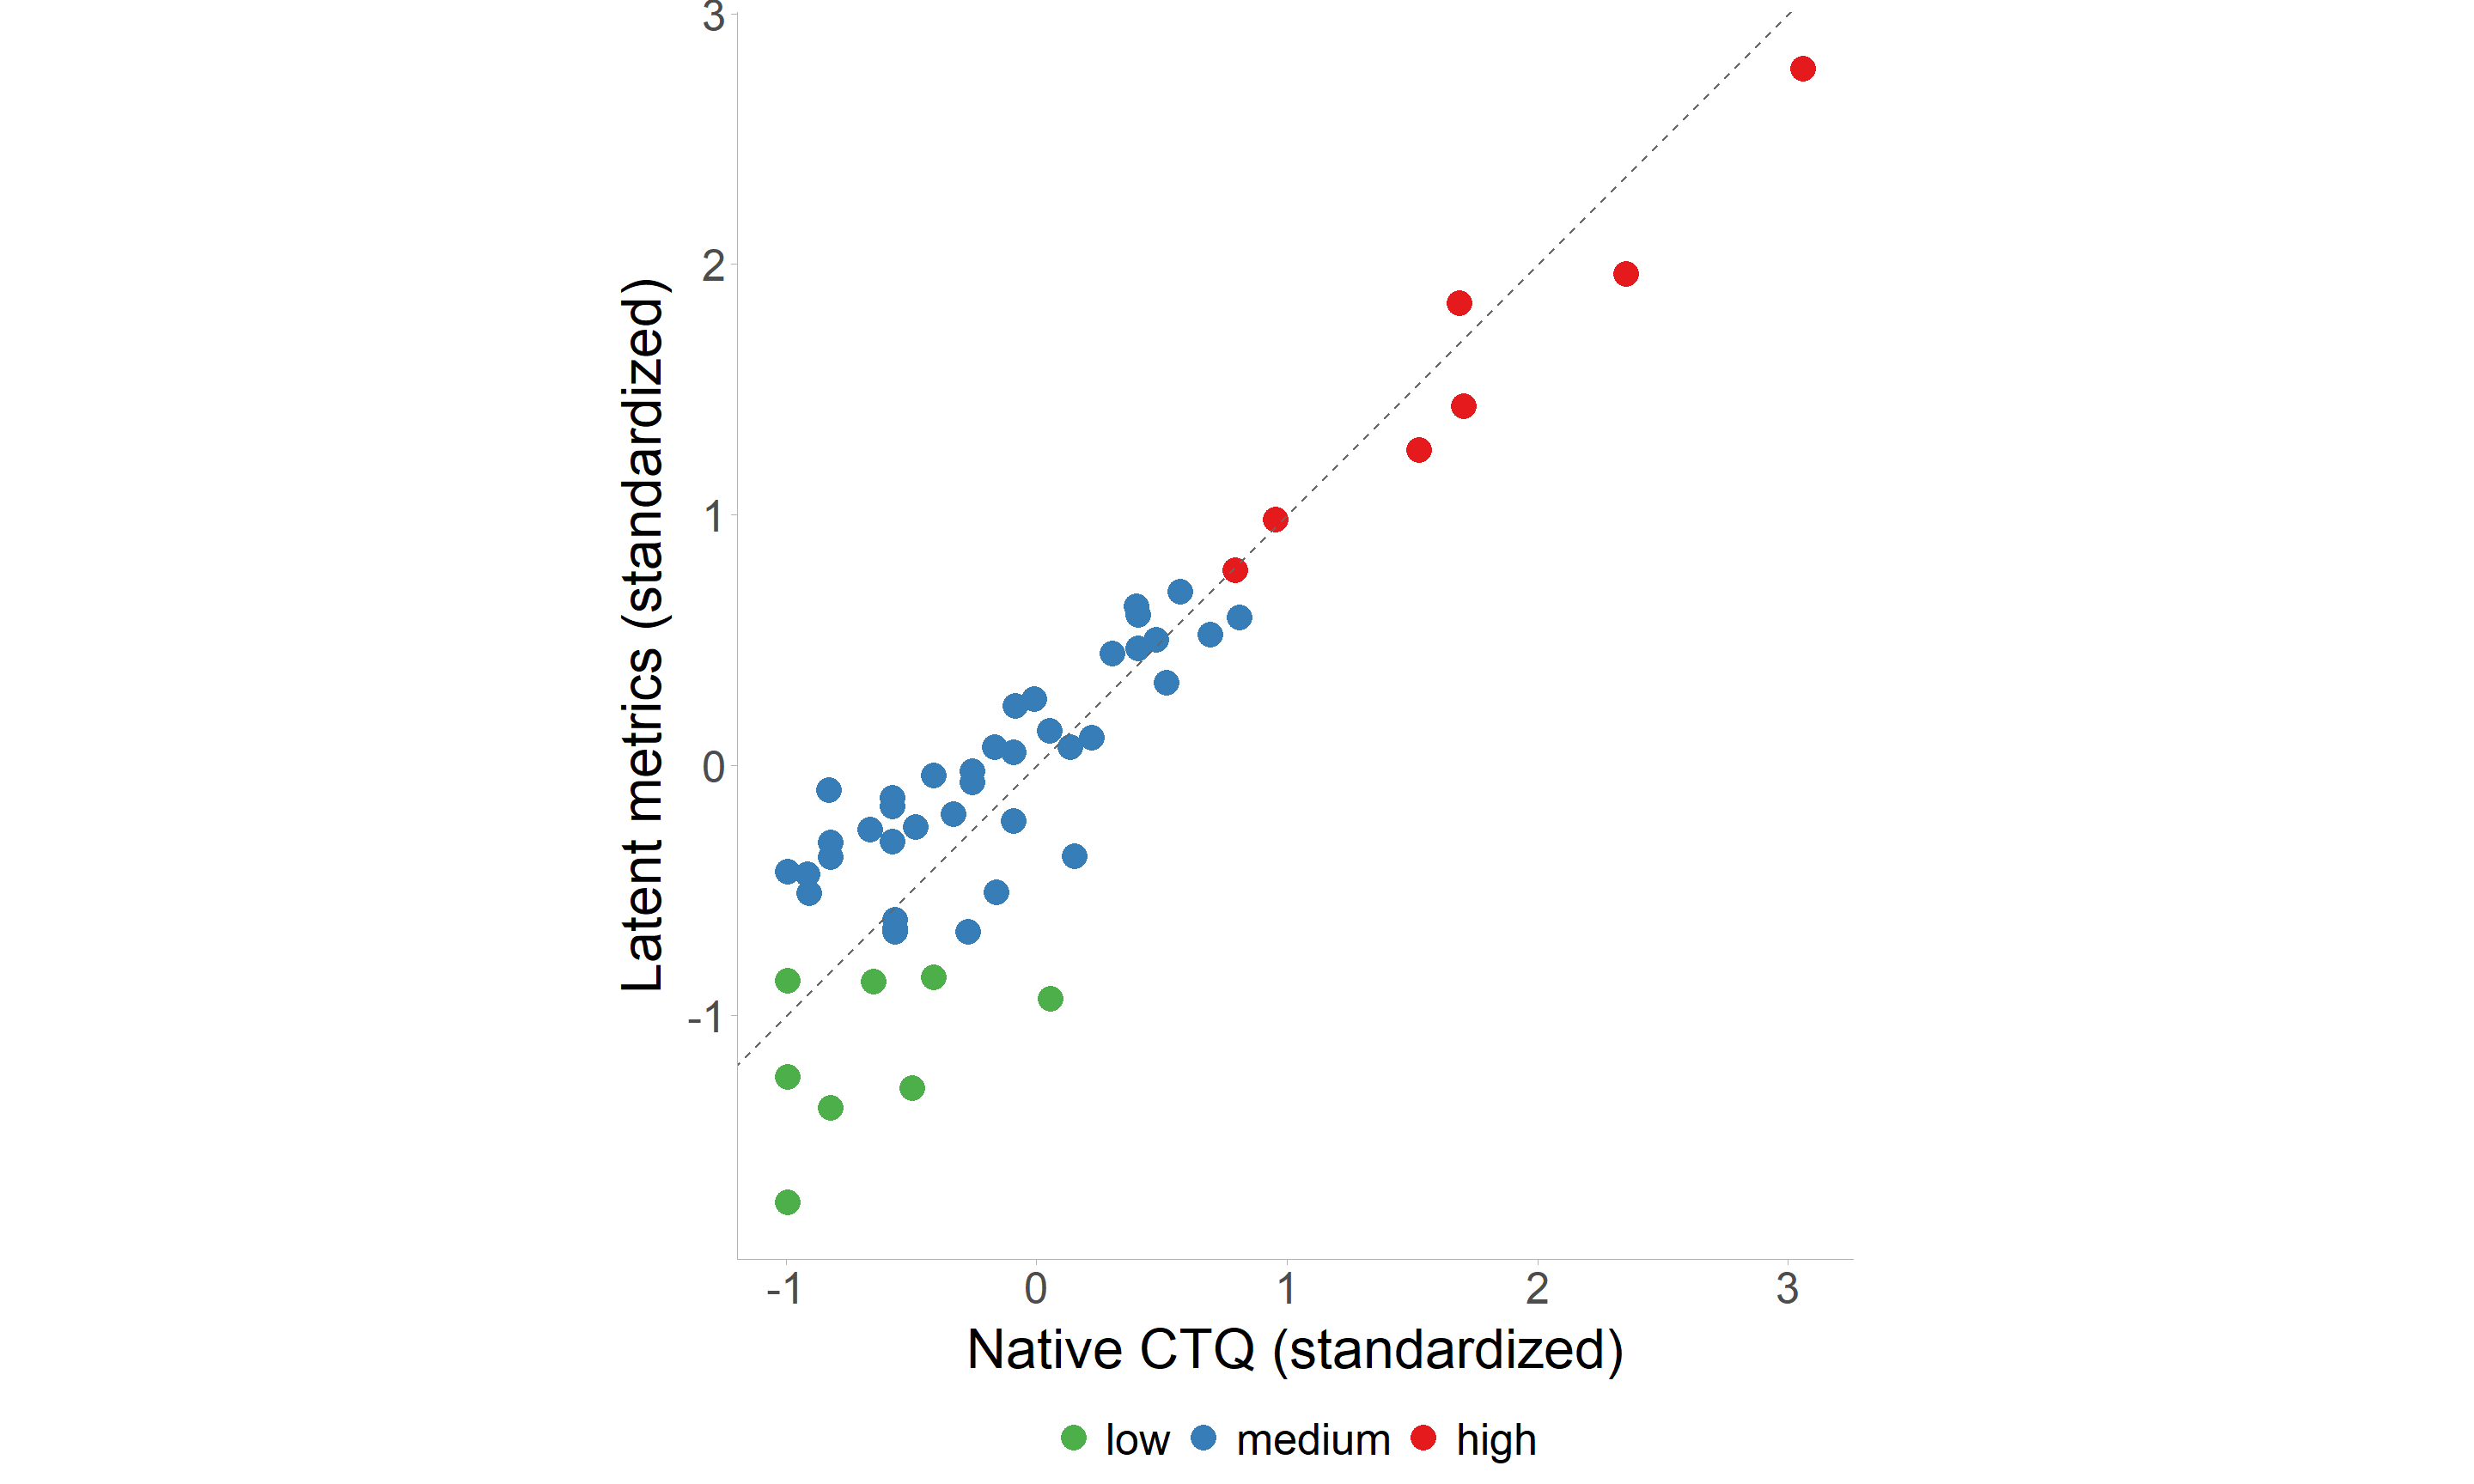 Latent metrics (standardized)
3
2
1
0
-1
-1 0 1 2 3
Native CTQ (standardized)
low medium high